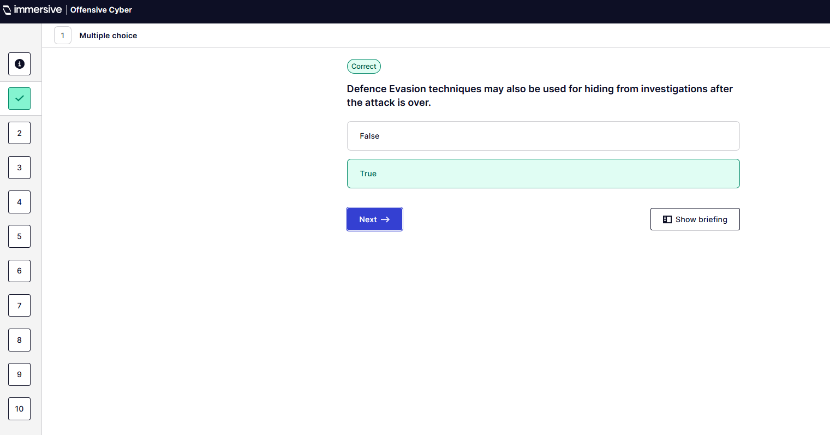 immersive | Offensive Cyber
1 Multiple choice
Correct
Defence Evasion techniques may also be used for hiding from investigations after
the attack is over.
False
True
Next →
Show briefing
2
3
4
5
6
7
8
9
10